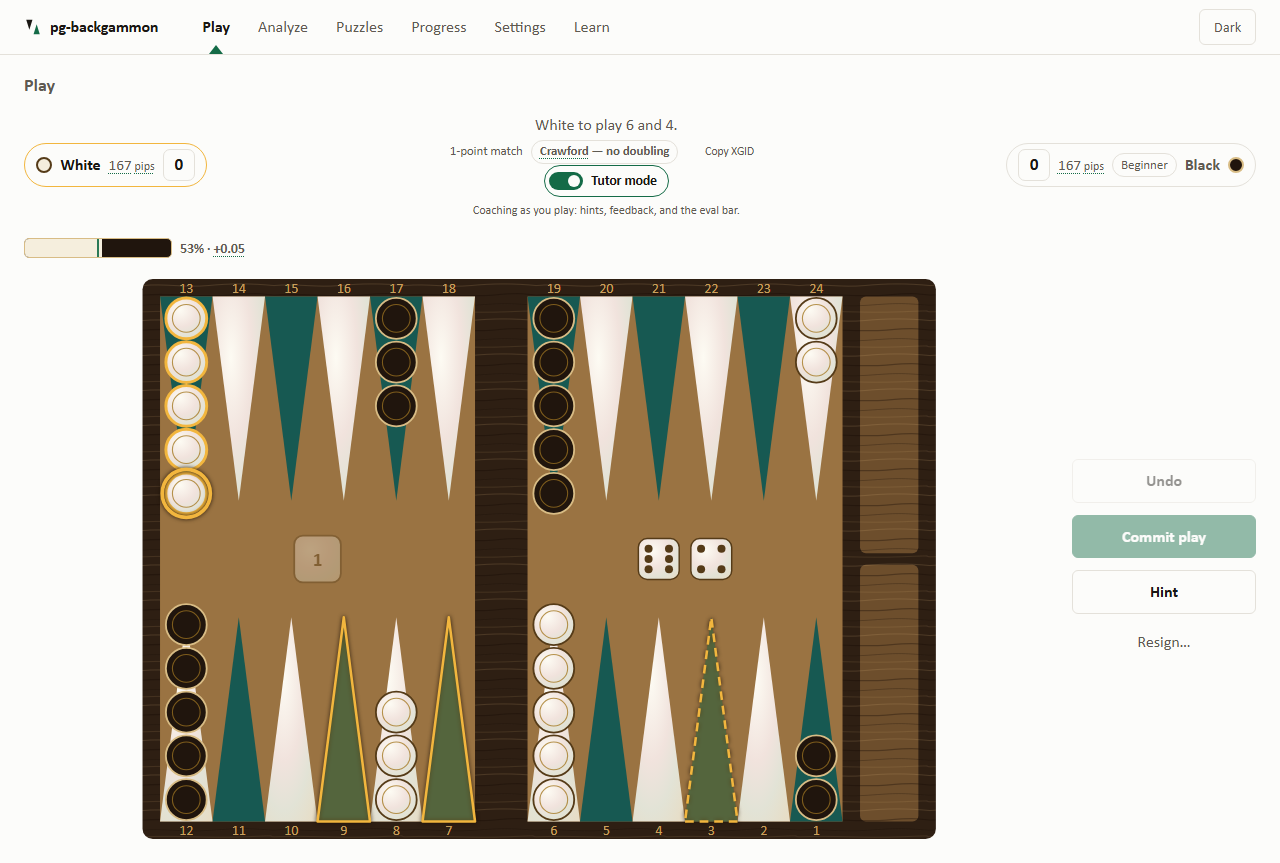 pg-backgammon Play Analyze Puzzles Progress Settings Learn Dark
Play
White to play 6 and 4.
White 167 pips 0
1-point match Crawford — no doubling Copy XGID
0 167 pips Beginner Black
Tutor mode
Coaching as you play: hints, feedback, and the eval bar.
53% · +0.05
13 14 15 16 17 18 19 20 21 22 23 24
1
12 11 10 9 8 7 6 5 4 3 2 1
Undo
Commit play
Hint
Resign...